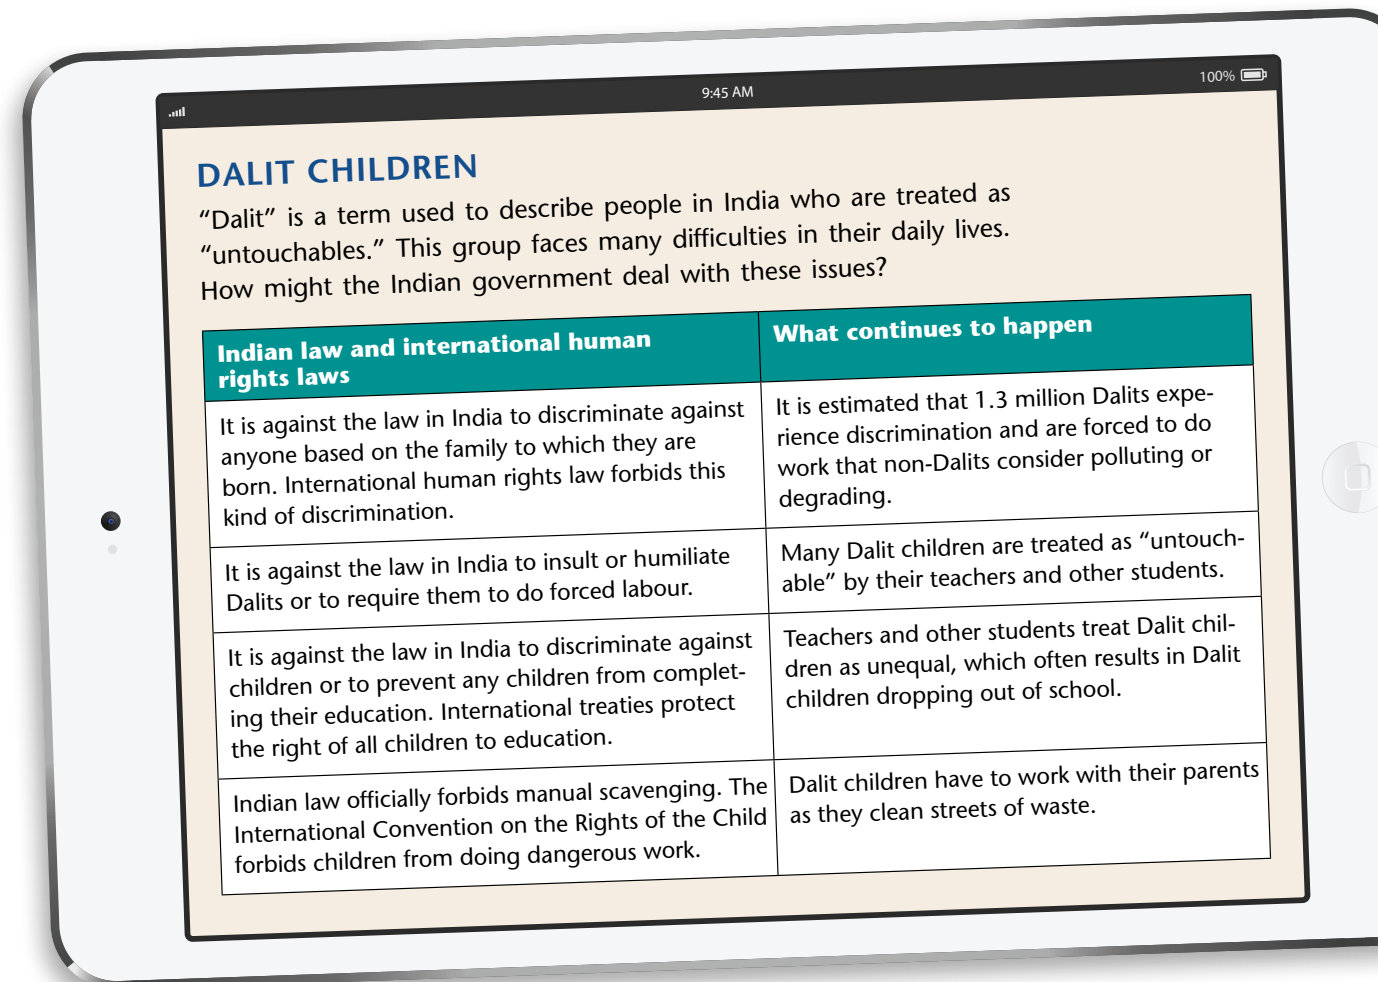 9:45 AM
100%
DALIT CHILDREN
“Dalit” is a term used to describe people in India who are treated as
“untouchables.” This group faces many difficulties in their daily lives.
How might the Indian government deal with these issues?
Indian law and international human
rights laws
What continues to happen
It is against the law in India to discriminate against
anyone based on the family to which they are
born. International human rights law forbids this
kind of discrimination.
It is estimated that 1.3 million Dalits expe-
rience discrimination and are forced to do
work that non-Dalits consider polluting or
degrading.
It is against the law in India to insult or humiliate
Dalits or to require them to do forced labour.
Many Dalit children are treated as “untouch-
able” by their teachers and other students.
It is against the law in India to discriminate against
children or to prevent any children from complet-
ing their education. International treaties protect
the right of all children to education.
Teachers and other students treat Dalit chil-
dren as unequal, which often results in Dalit
children dropping out of school.
Indian law officially forbids manual scavenging. The
International Convention on the Rights of the Child
forbids children from doing dangerous work.
Dalit children have to work with their parents
as they clean streets of waste.